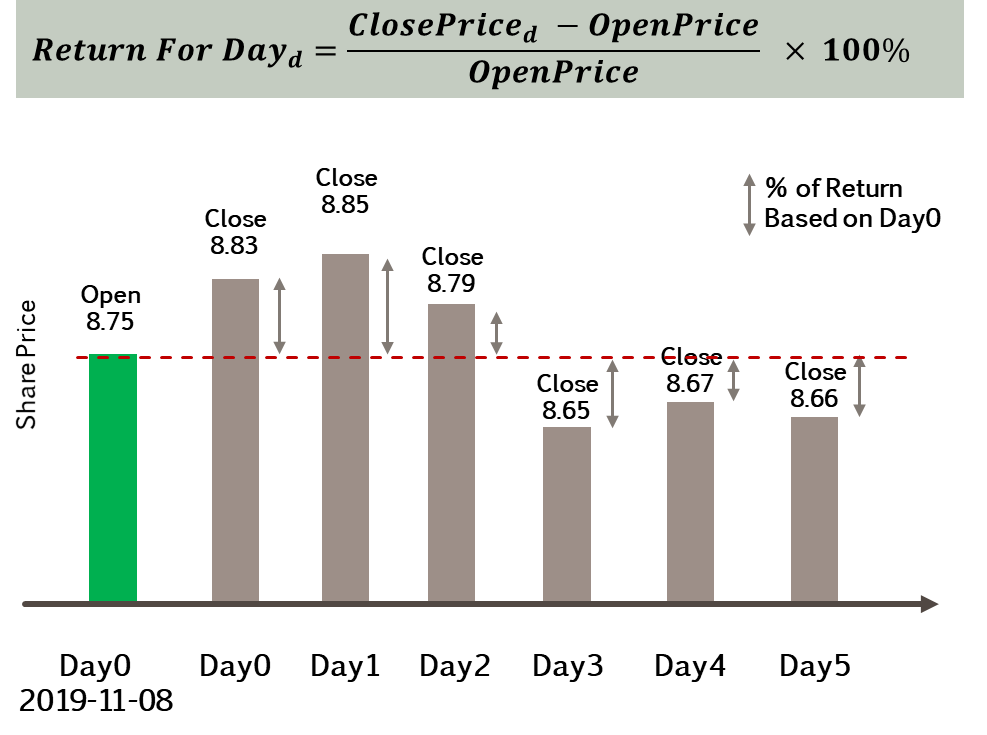 Return For Day_d = (ClosePrice_d − OpenPrice) / OpenPrice × 100%
% of Return
Based on Day0
Share Price
Open
8.75
Close
8.83
Close
8.85
Close
8.79
Close
8.65
Close
8.67
Close
8.66
Day0
2019-11-08
Day0
Day1
Day2
Day3
Day4
Day5